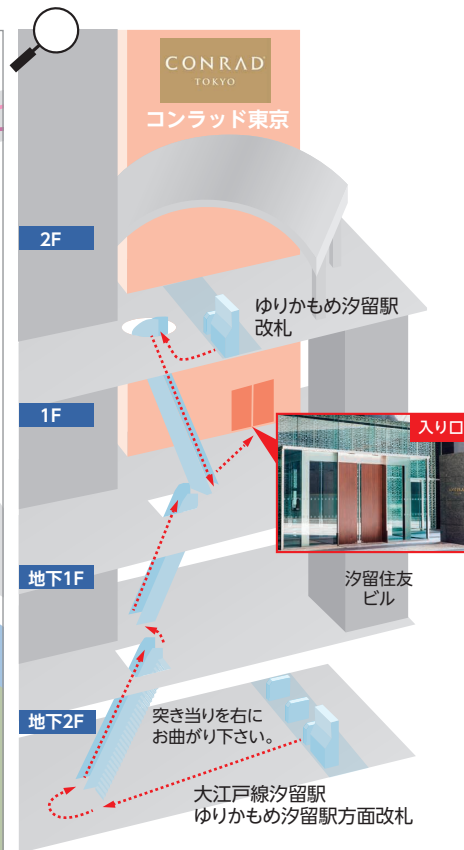 CONRAD
TOKYO
コンラッド東京
2F
ゆりかもめ汐留駅
改札
1F
入り口
地下1F
汐留住友
ビル
地下2F
突き当りを右に
お曲がり下さい。
大江戸線汐留駅
ゆりかもめ汐留駅方面改札